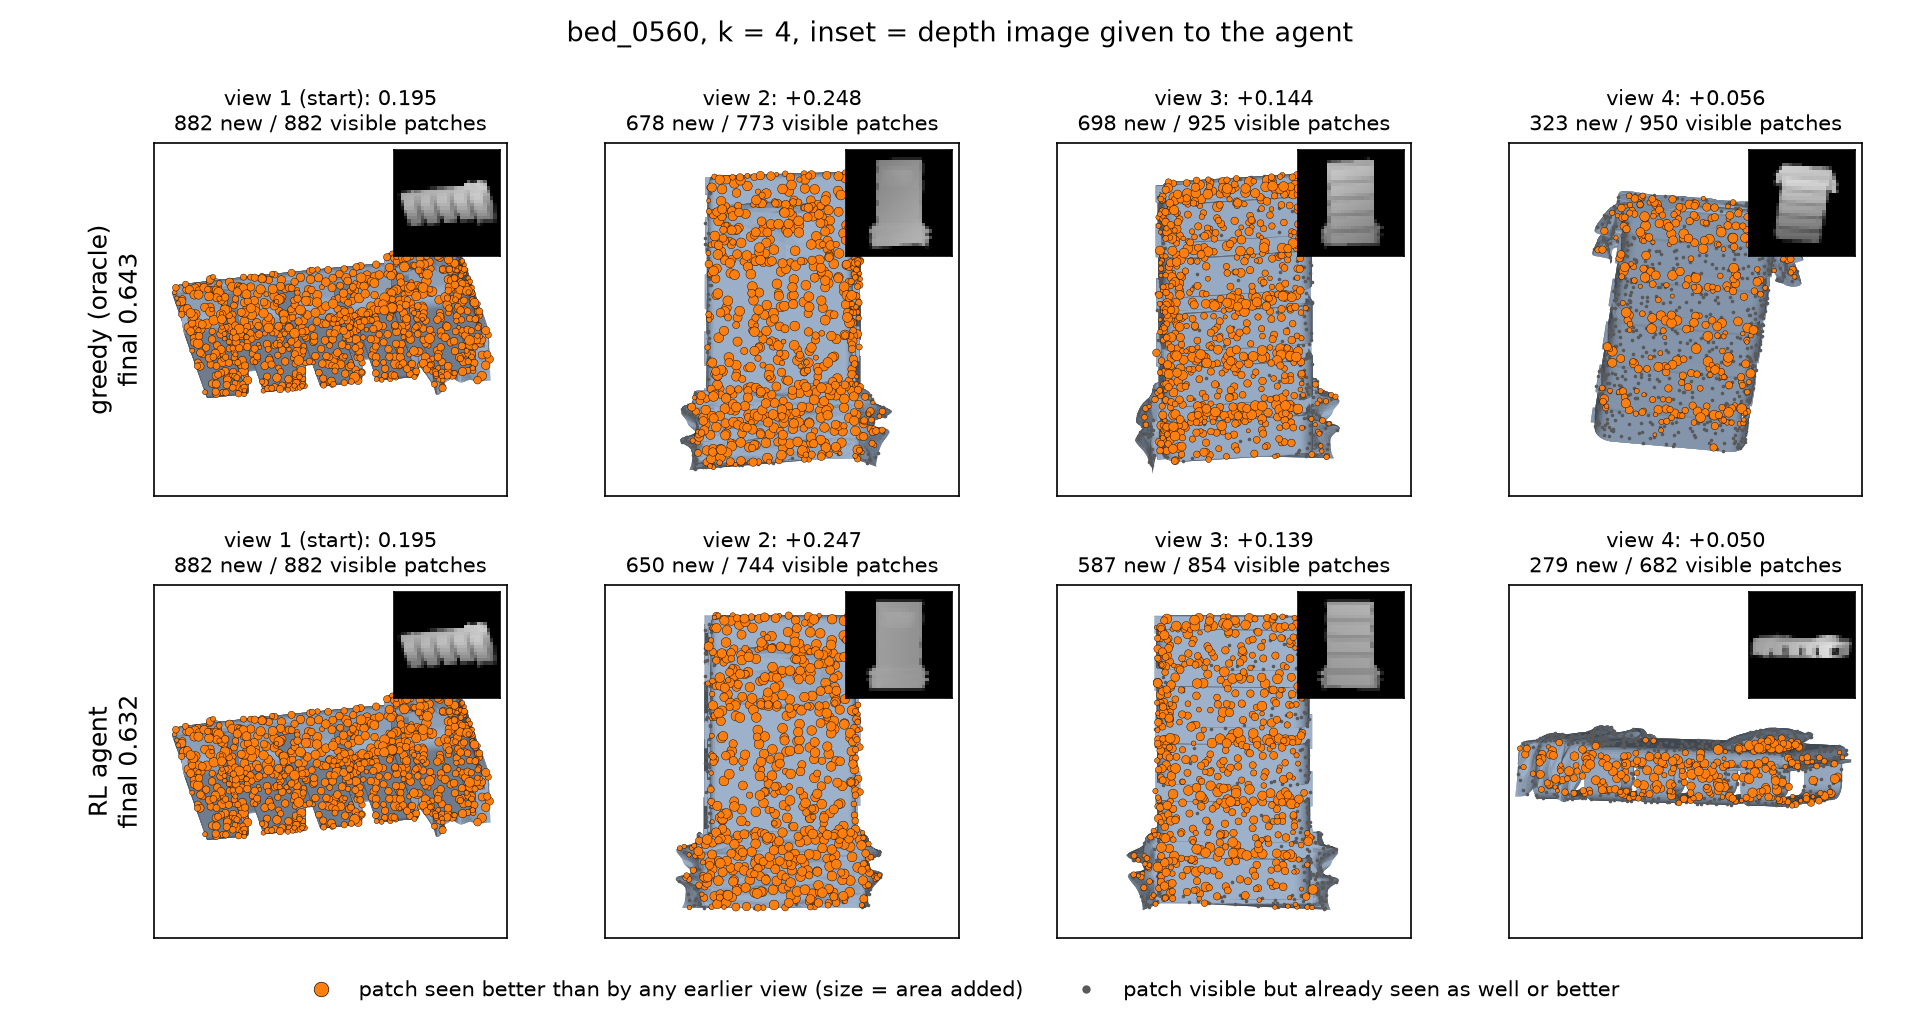 bed_0560, k = 4, inset = depth image given to the agent
view 1 (start): 0.195
882 new / 882 visible patches
view 2: +0.248
678 new / 773 visible patches
view 3: +0.144
698 new / 925 visible patches
view 4: +0.056
323 new / 950 visible patches
greedy (oracle)
final 0.643
view 1 (start): 0.195
882 new / 882 visible patches
view 2: +0.247
650 new / 744 visible patches
view 3: +0.139
587 new / 854 visible patches
view 4: +0.050
279 new / 682 visible patches
RL agent
final 0.632
patch seen better than by any earlier view (size = area added)
patch visible but already seen as well or better